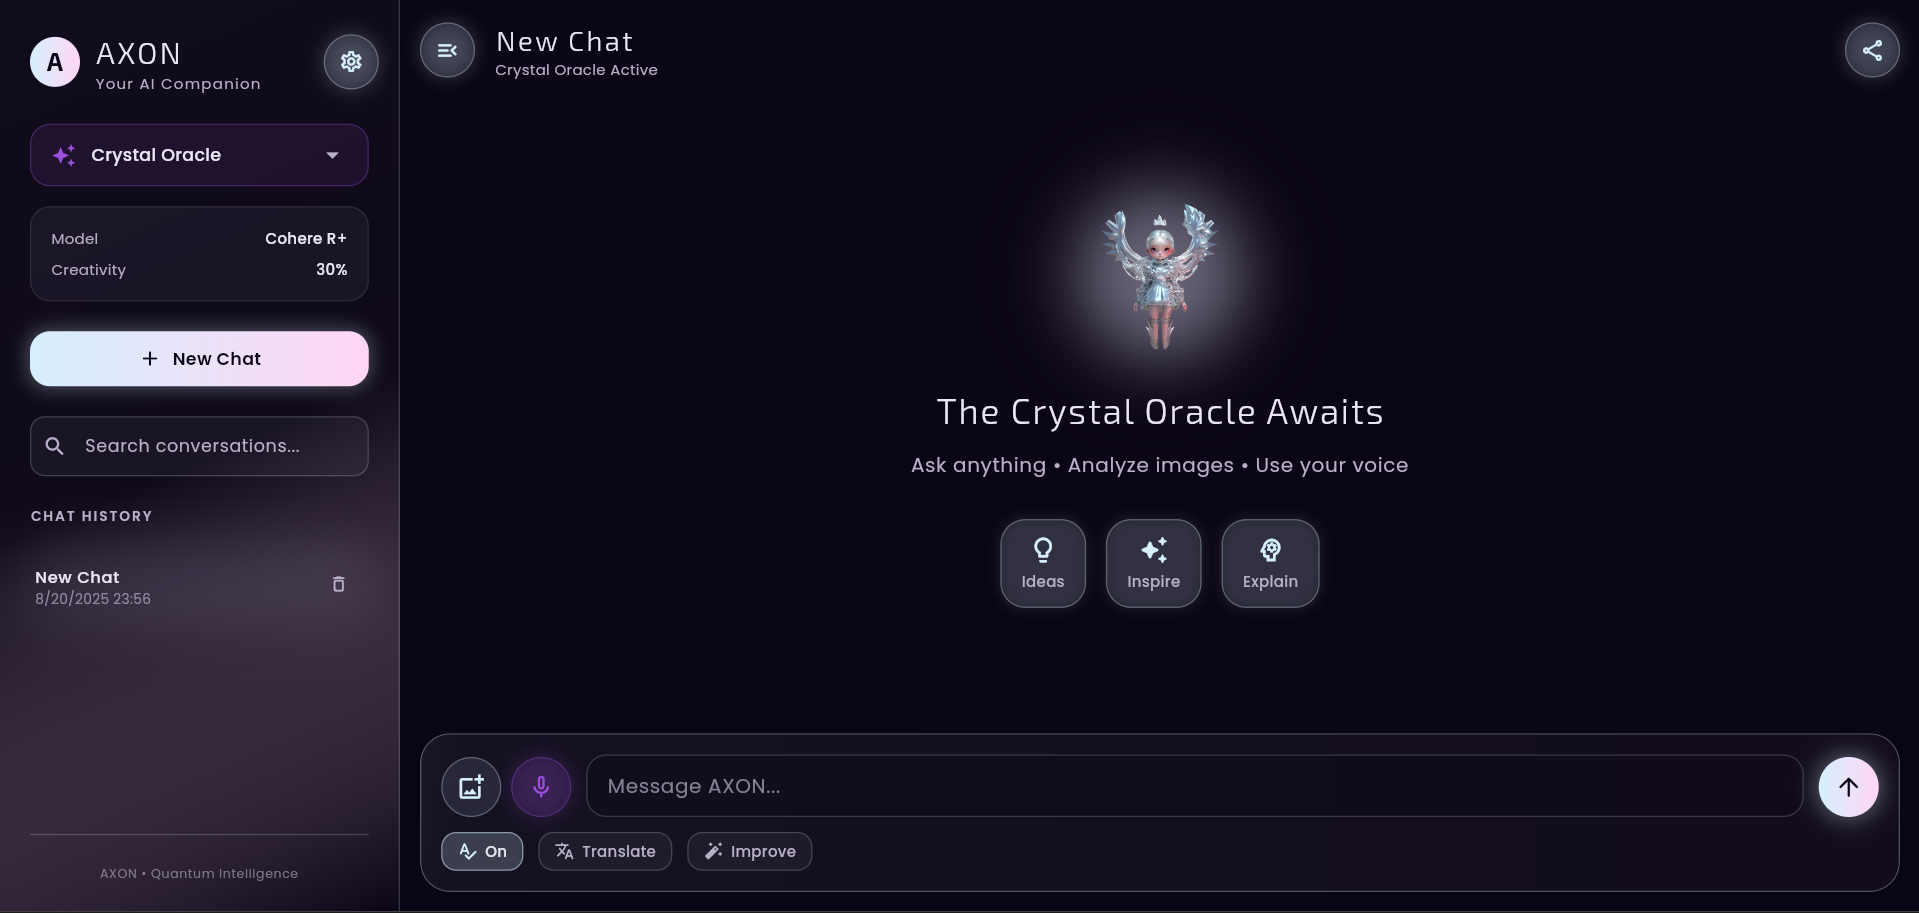 A
AXON
Your AI Companion
Crystal Oracle
Model
Cohere R+
Creativity
30%
New Chat
Search conversations...
CHAT HISTORY
New Chat
8/20/2025 23:56
AXON • Quantum Intelligence
New Chat
Crystal Oracle Active
The Crystal Oracle Awaits
Ask anything • Analyze images • Use your voice
Ideas
Inspire
Explain
Message AXON...
On
Translate
Improve